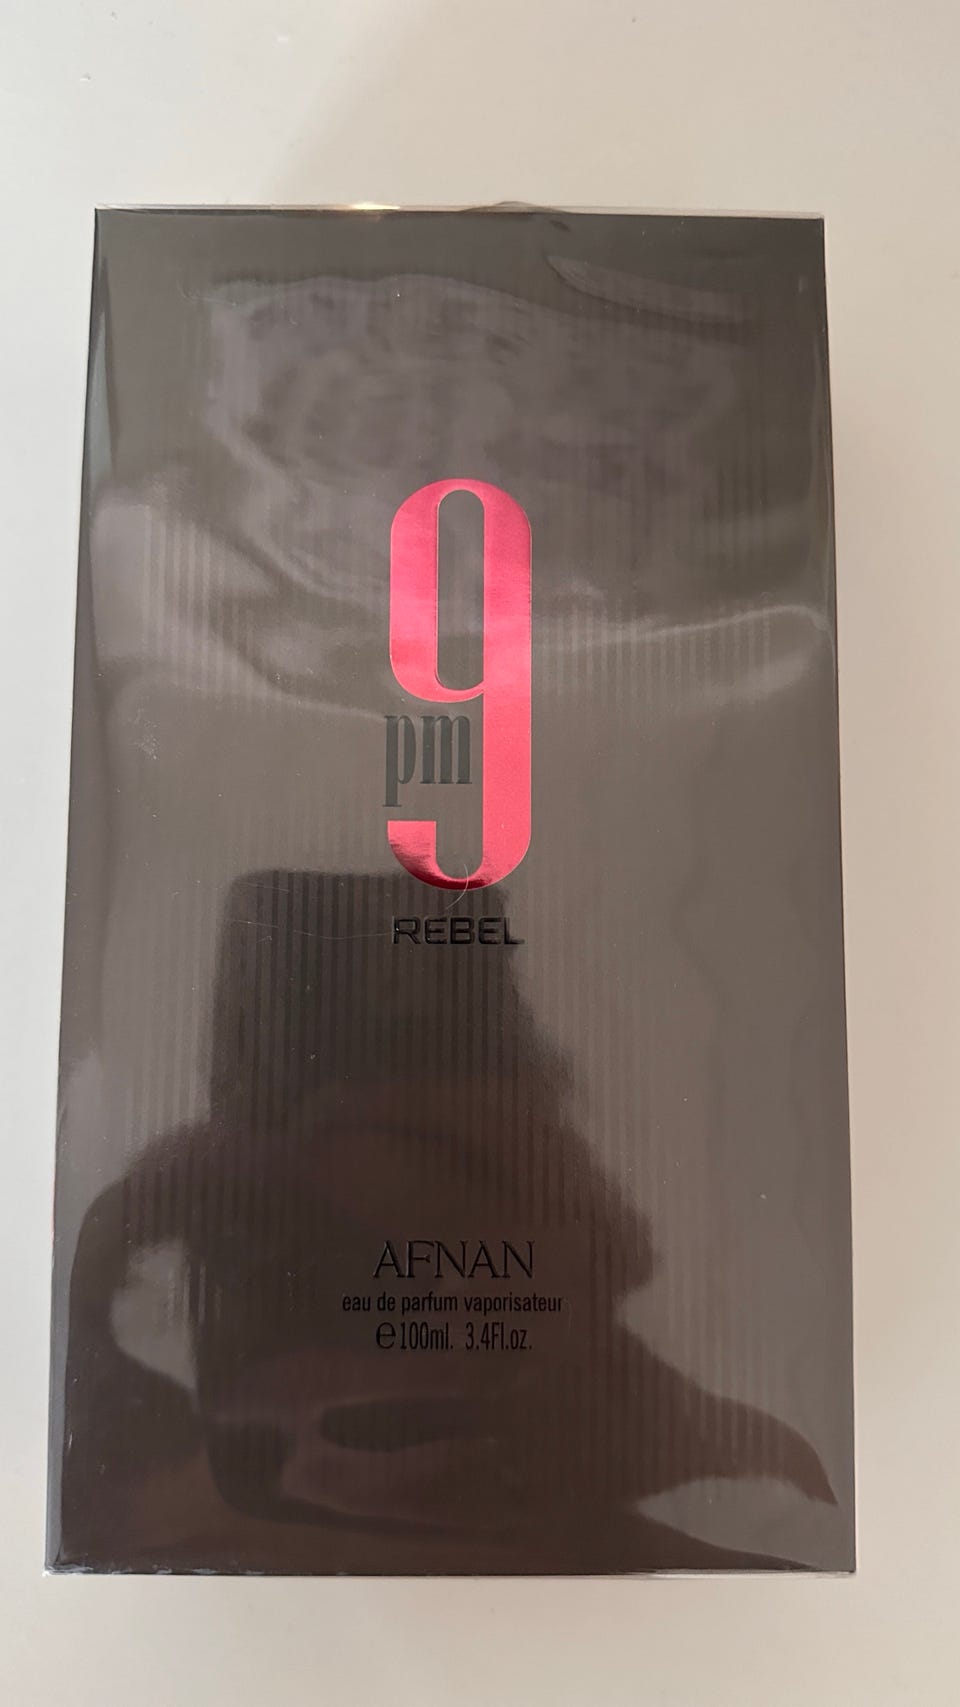 9
pm
REBEL
AFNAN
eau de parfum vaporisateur
℮100ml. 3.4Fl.oz.